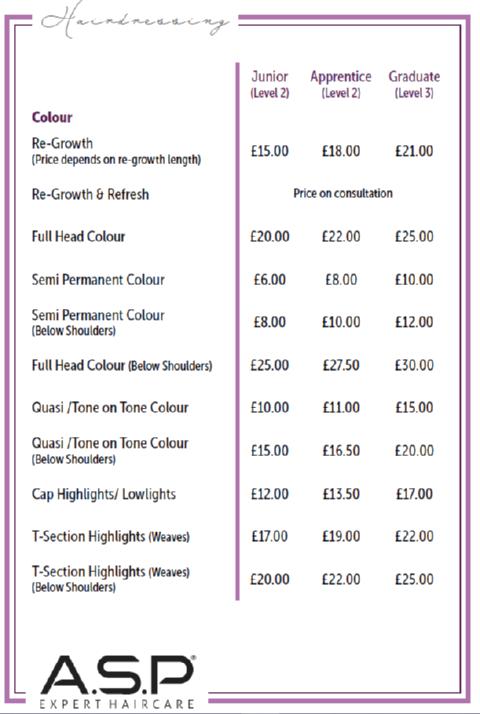 Hairdressing
Junior Apprentice Graduate
(Level 2) (Level 2) (Level 3)
Colour
Re-Growth
(Price depends on re-growth length) £15.00 £18.00 £21.00
Re-Growth & Refresh Price on consultation
Full Head Colour £20.00 £22.00 £25.00
Semi Permanent Colour £6.00 £8.00 £10.00
Semi Permanent Colour
(Below Shoulders) £8.00 £10.00 £12.00
Full Head Colour (Below Shoulders) £25.00 £27.50 £30.00
Quasi /Tone on Tone Colour £10.00 £11.00 £15.00
Quasi /Tone on Tone Colour
(Below Shoulders) £15.00 £16.50 £20.00
Cap Highlights/ Lowlights £12.00 £13.50 £17.00
T-Section Highlights (Weaves) £17.00 £19.00 £22.00
T-Section Highlights (Weaves)
(Below Shoulders) £20.00 £22.00 £25.00
A.S.P®
EXPERT HAIRCARE